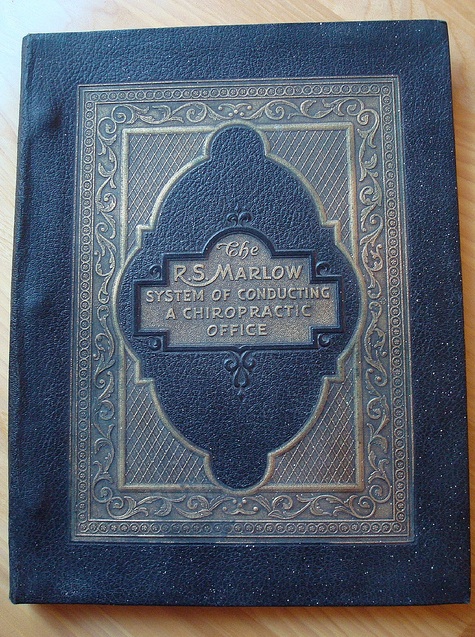 The
R.S. MARLOW
SYSTEM OF CONDUCTING
A CHIROPRACTIC
OFFICE